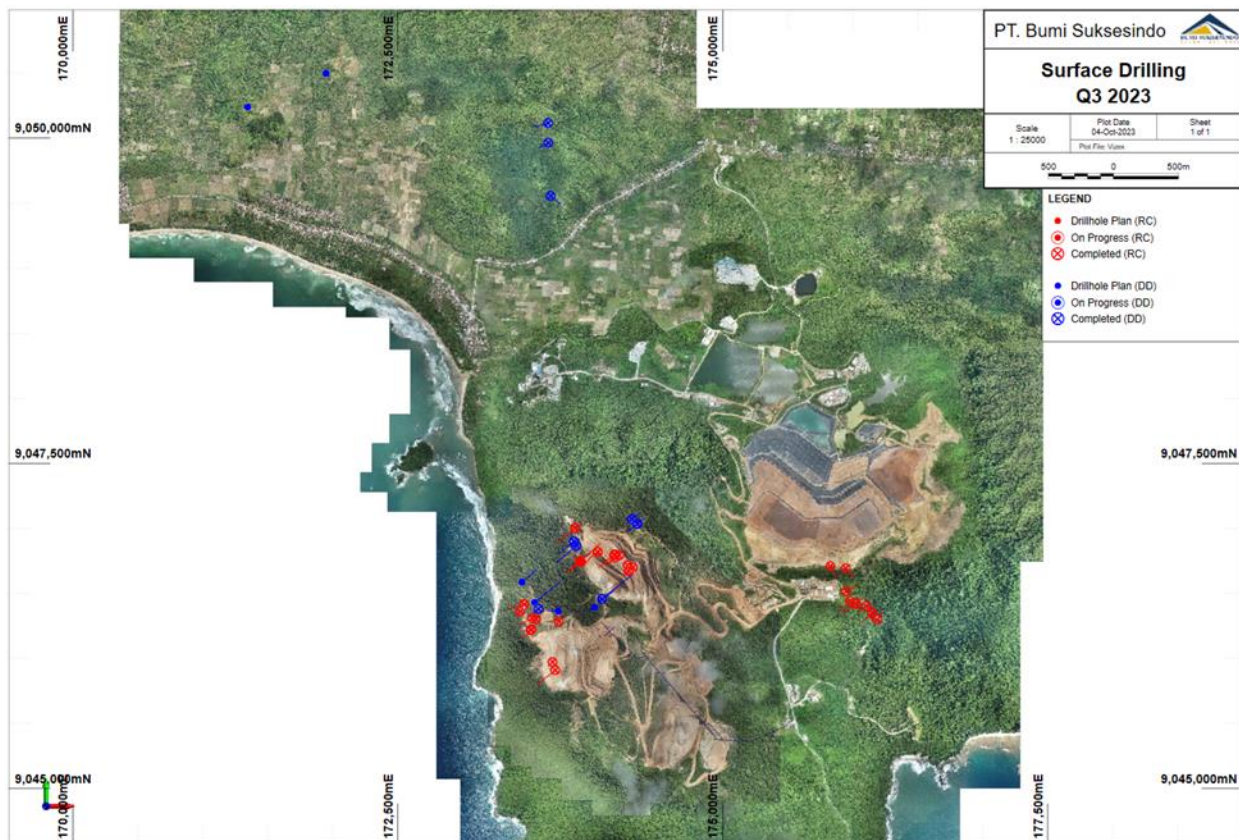 170,000mE
172,500mE
175,000mE
PT. Bumi Suksesindo
BUMI SUKSESINDO
Surface Drilling
Q3 2023
Scale
1 : 25000
Plot Date
04-Oct-2023
Sheet
1 of 1
Plot File: Vuxxx
500 0 500m
LEGEND
Drillhole Plan (RC)
On Progress (RC)
Completed (RC)
Drillhole Plan (DD)
On Progress (DD)
Completed (DD)
9,050,000mN
9,047,500mN
9,047,500mN
9,045,000mN
9,045,000mN
170,000mE
172,500mE
175,000mE
177,500mE